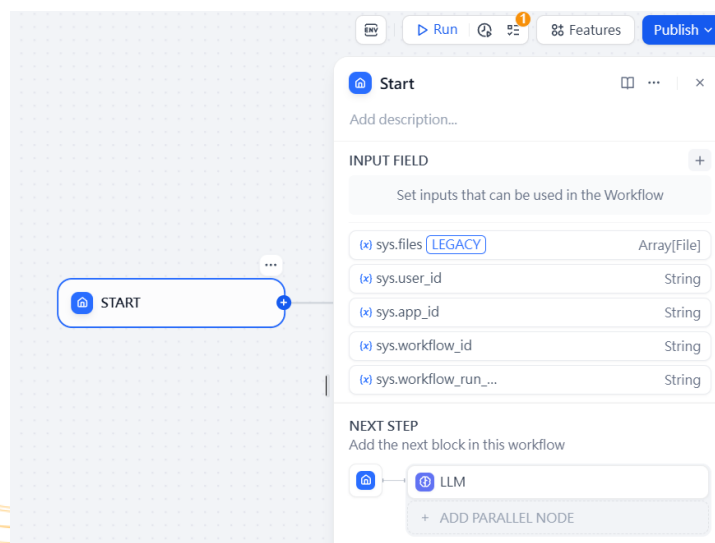 ENV
Run
1
Features
Publish
Start
Add description...
INPUT FIELD
+
Set inputs that can be used in the Workflow
(x) sys.files LEGACY Array[File]
(x) sys.user_id String
(x) sys.app_id String
(x) sys.workflow_id String
(x) sys.workflow_run_... String
START
NEXT STEP
Add the next block in this workflow
LLM
+ ADD PARALLEL NODE